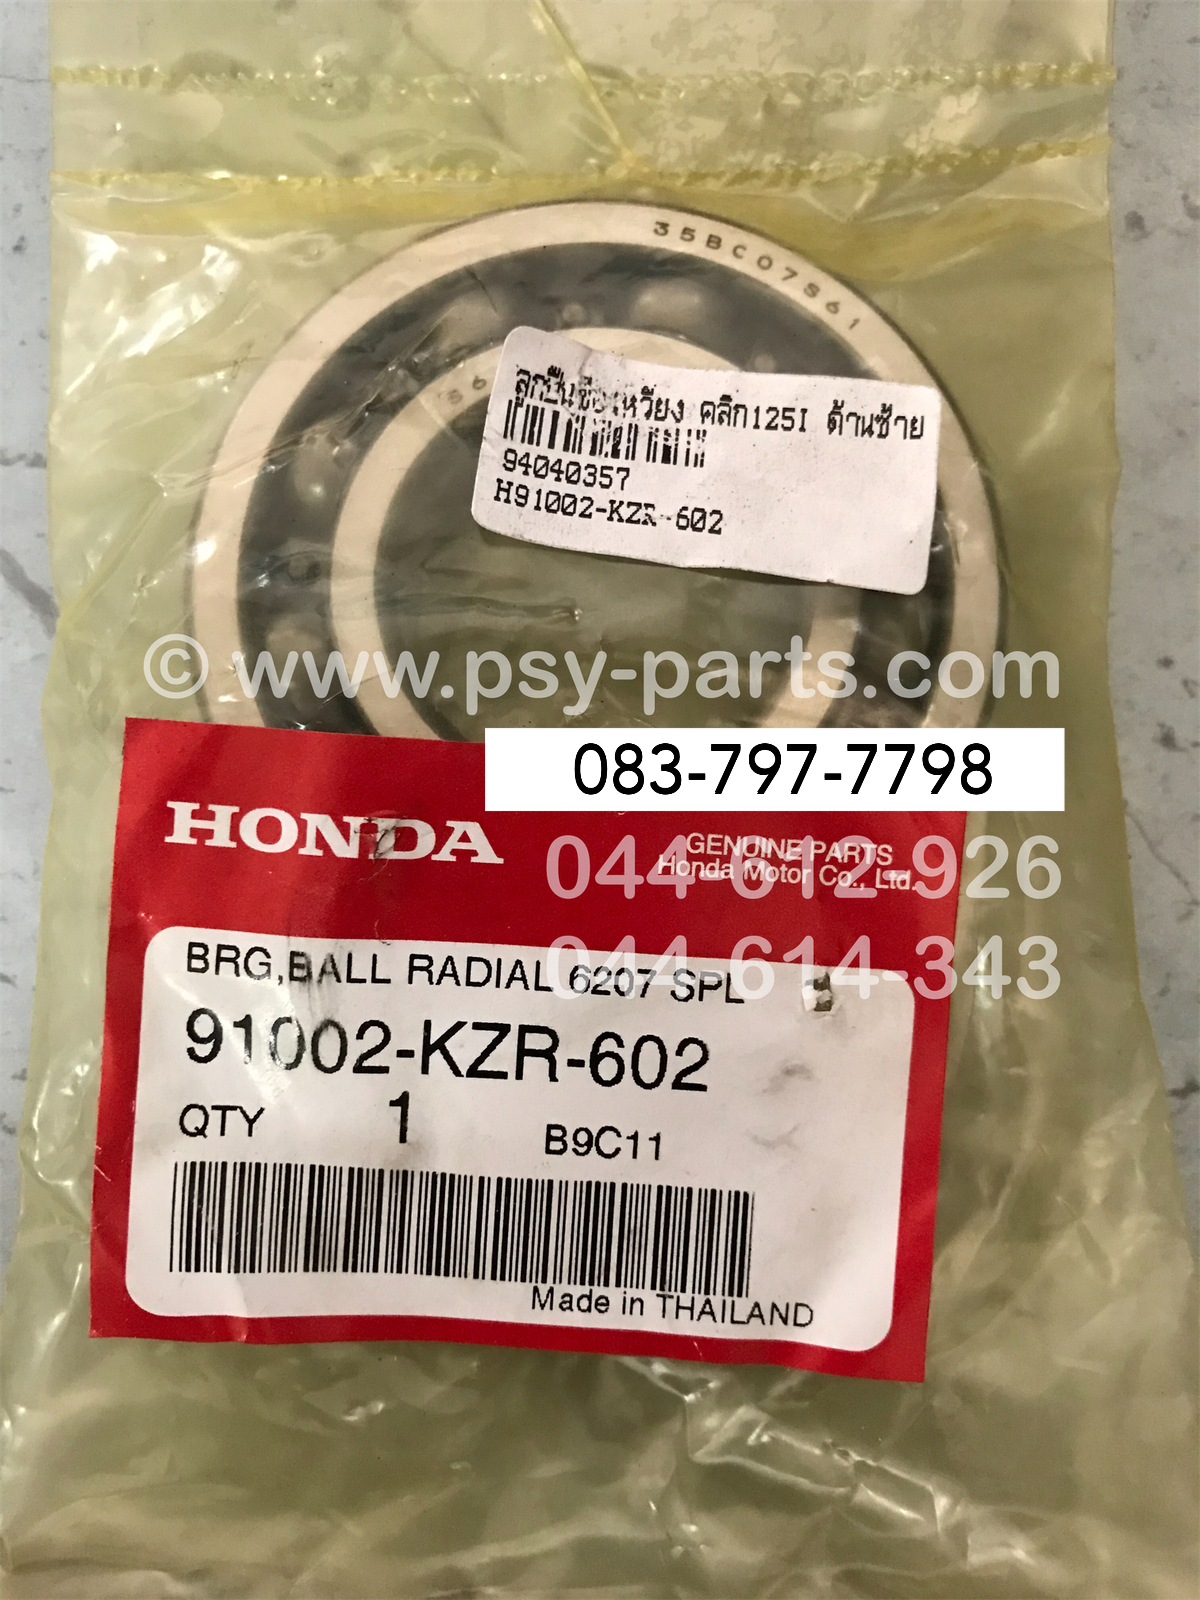 35BC07S61
56
ลูกปืนข้อเหวี่ยง คลิก125I ด้านซ้าย
94040357
H91002-KZR-602
© www.psy-parts.com
083-797-7798
HONDA
GENUINE PARTS
Honda Motor Co., Ltd.
044-612-926
044-614-343
BRG,BALL RADIAL 6207 SPL
91002-KZR-602
QTY 1 B9C11
Made in THAILAND